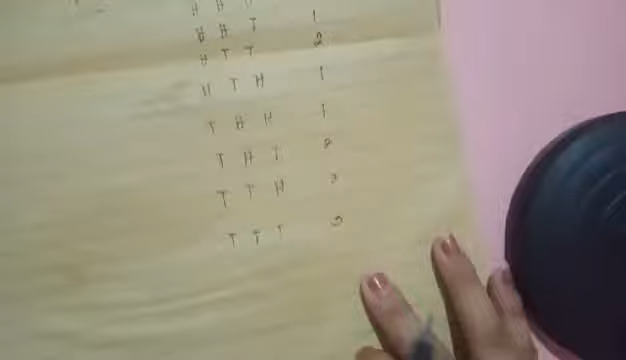 H H
H H T 1
H T T 2
H T H 1
T H H 1
T H T 2
T T H 2
T T T 3